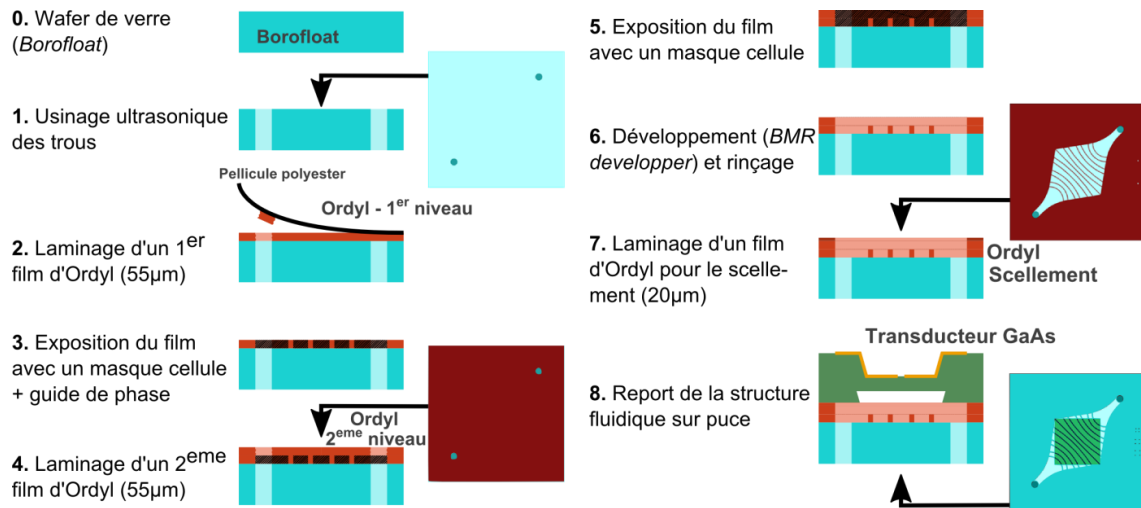 0. Wafer de verre
(Borofloat)
Borofloat
1. Usinage ultrasonique
des trous
Pellicule polyester
Ordyl - 1er niveau
2. Laminage d'un 1er
film d'Ordyl (55µm)
3. Exposition du film
avec un masque cellule
+ guide de phase
Ordyl
2eme niveau
4. Laminage d'un 2eme
film d'Ordyl (55µm)
5. Exposition du film
avec un masque cellule
6. Développement (BMR
developper) et rinçage
7. Laminage d'un film
d'Ordyl pour le scelle-
ment (20µm)
Ordyl
Scellement
Transducteur GaAs
8. Report de la structure
fluidique sur puce